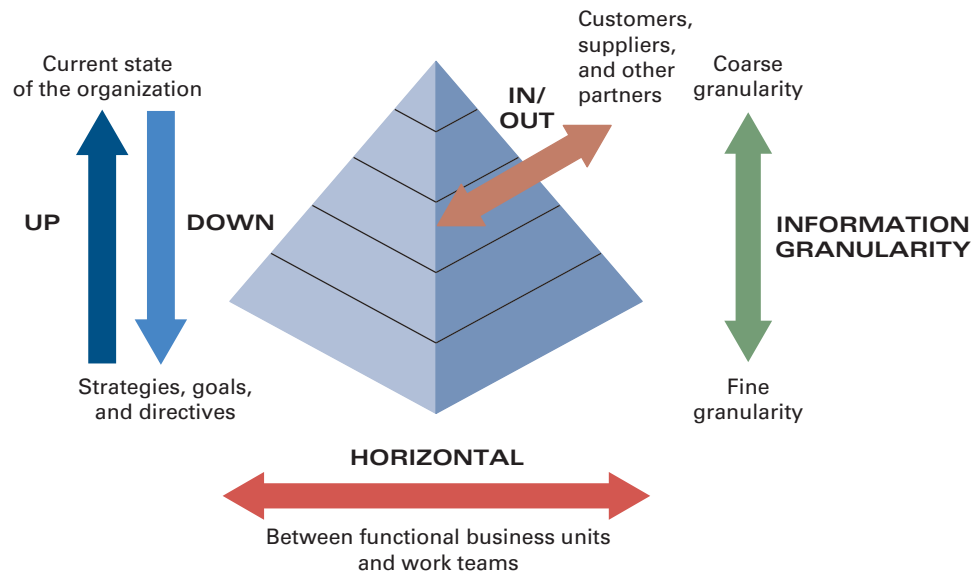 Current state
of the organization
UP
DOWN
Strategies, goals,
and directives
IN/
OUT
Customers,
suppliers,
and other
partners
Coarse
granularity
INFORMATION
GRANULARITY
Fine
granularity
HORIZONTAL
Between functional business units
and work teams